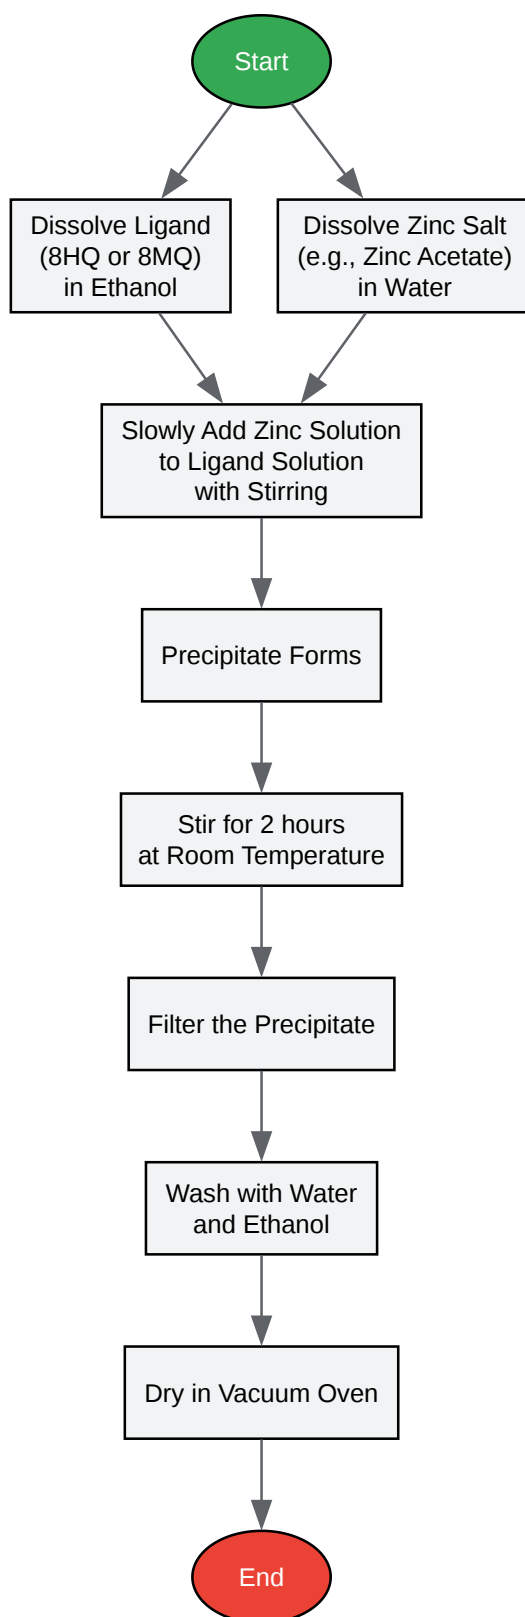 Start
Dissolve Ligand
(8HQ or 8MQ)
in Ethanol
Dissolve Zinc Salt
(e.g., Zinc Acetate)
in Water
Slowly Add Zinc Solution
to Ligand Solution
with Stirring
Precipitate Forms
Stir for 2 hours
at Room Temperature
Filter the Precipitate
Wash with Water
and Ethanol
Dry in Vacuum Oven
End